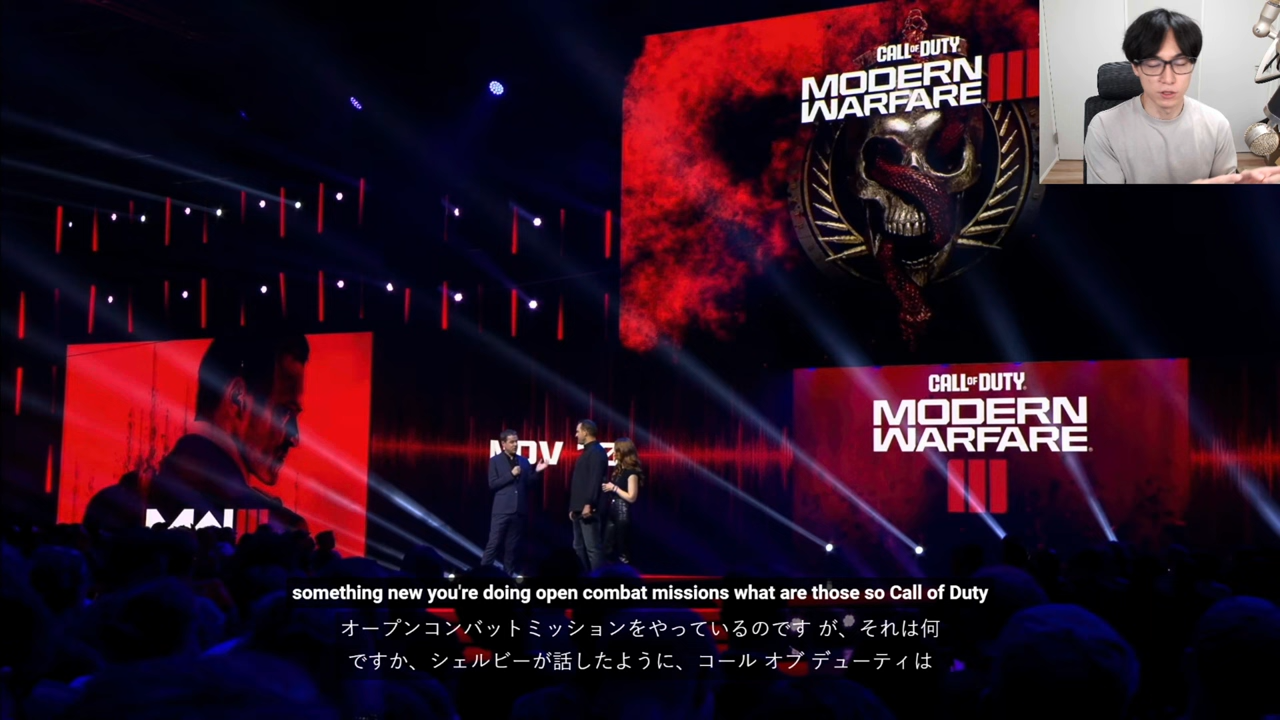 CALL OF DUTY
MODERN
WARFARE III
CALL OF DUTY
MODERN
WARFARE
III
NOV
MWIII
something new you're doing open combat missions what are those so Call of Duty
オープンコンバットミッションをやっているのです が、それは何
ですか、シェルビーが話したように、コール オブ デューティは